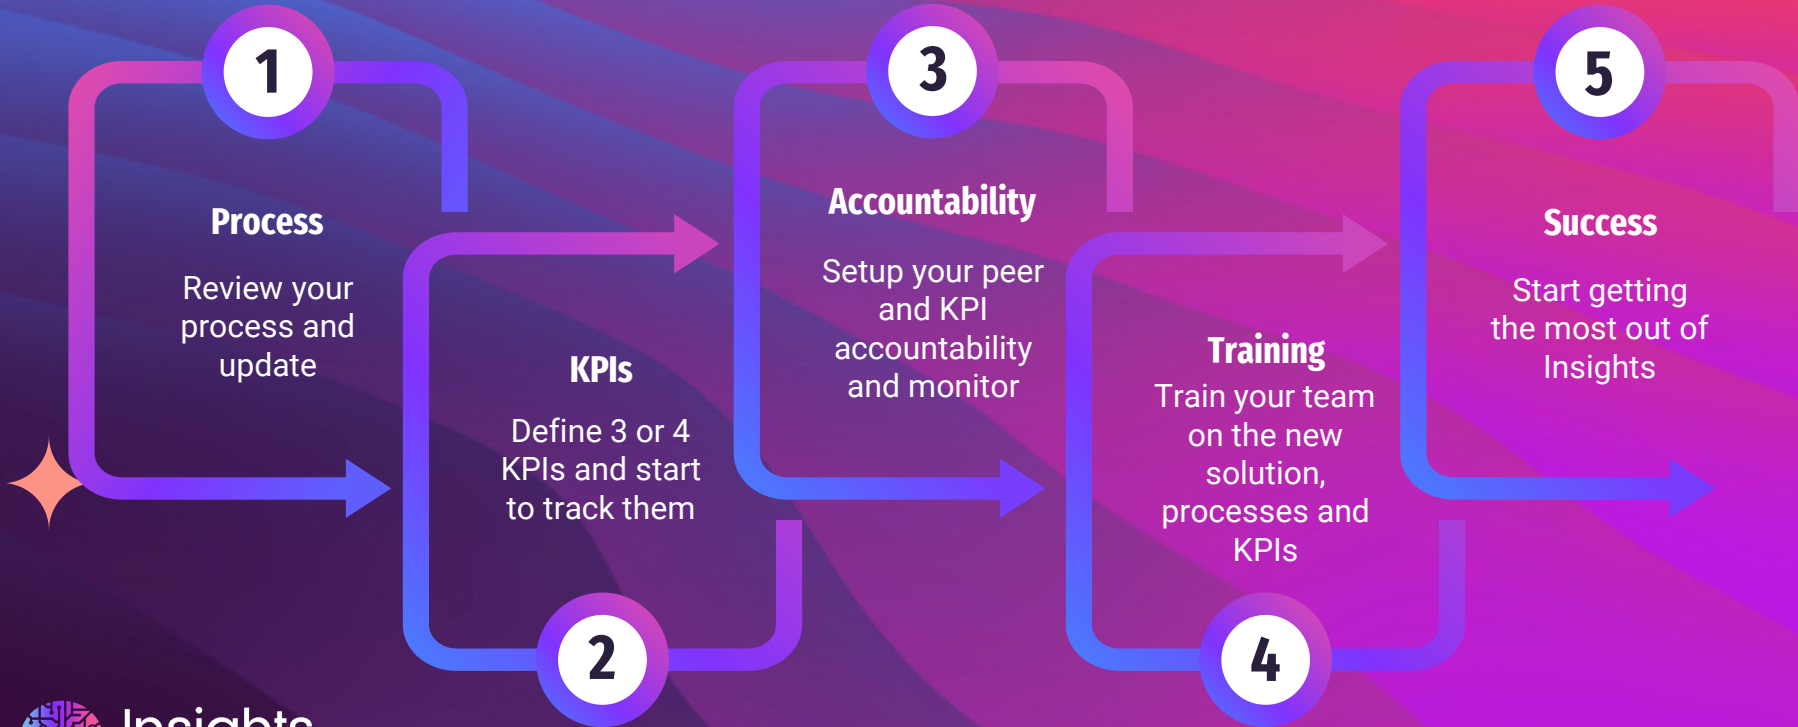 1
Process
Review your
process and
update
2
KPIs
Define 3 or 4
KPIs and start
to track them
3
Accountability
Setup your peer
and KPI
accountability
and monitor
4
Training
Train your team
on the new
solution,
processes and
KPIs
5
Success
Start getting
the most out of
Insights
Insights